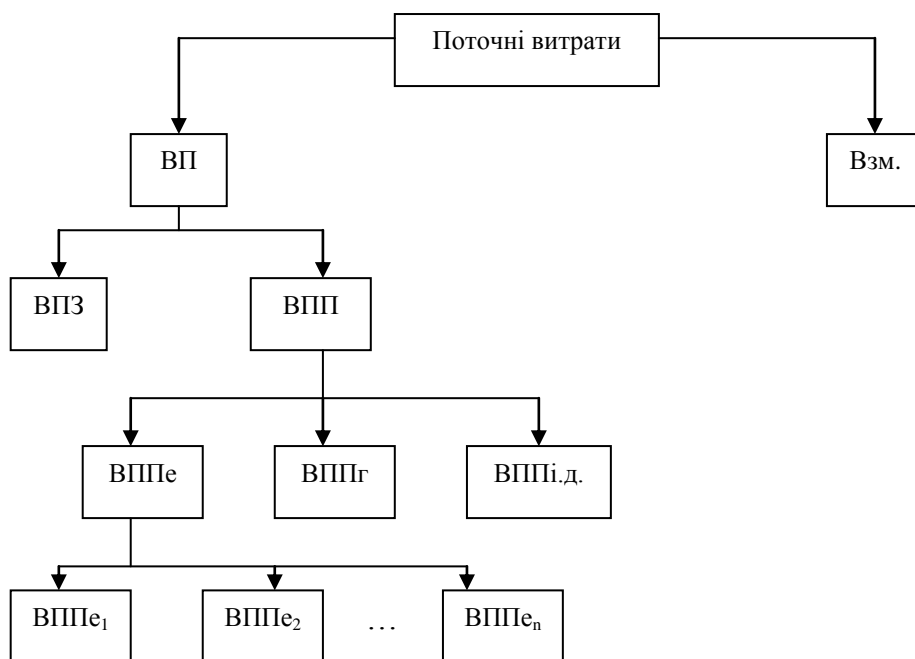 Поточні витрати
ВП
Взм.
ВПЗ
ВПП
ВППе
ВППг
ВППі.д.
ВППе₁
ВППе₂
…
ВППеₙ